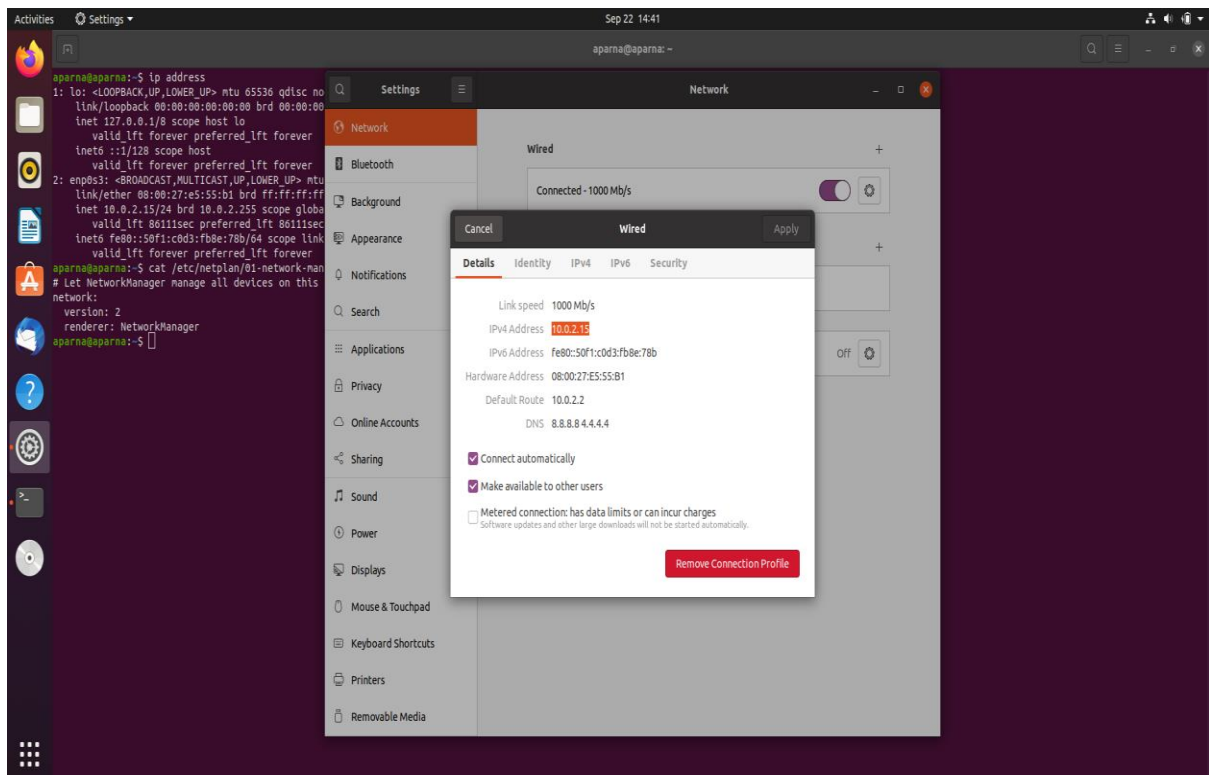 Activities
Settings
Sep 22 14:41
aparna@aparna: ~
aparna@aparna:~$ ip address
1: lo: <LOOPBACK,UP,LOWER_UP> mtu 65536 qdisc no
link/loopback 00:00:00:00:00:00 brd 00:00:00
inet 127.0.0.1/8 scope host lo
valid_lft forever preferred_lft forever
inet6 ::1/128 scope host
valid_lft forever preferred_lft forever
2: enp0s3: <BROADCAST,MULTICAST,UP,LOWER_UP> mtu
link/ether 08:00:27:e5:55:b1 brd ff:ff:ff:ff
inet 10.0.2.15/24 brd 10.0.2.255 scope globa
valid_lft 86111sec preferred_lft 86111sec
inet6 fe80::50f1:c0d3:fb8e:78b/64 scope link
valid_lft forever preferred_lft forever
aparna@aparna:~$ cat /etc/netplan/01-network-man
# Let NetworkManager manage all devices on this
network:
version: 2
renderer: NetworkManager
aparna@aparna:~$
Settings
Network
Bluetooth
Background
Appearance
Notifications
Search
Applications
Privacy
Online Accounts
Sharing
Sound
Power
Displays
Mouse & Touchpad
Keyboard Shortcuts
Printers
Removable Media
Network
Wired
Connected - 1000 Mb/s
Off
Cancel
Wired
Apply
Details Identity IPv4 IPv6 Security
Link speed 1000 Mb/s
IPv4 Address 10.0.2.15
IPv6 Address fe80::50f1:c0d3:fb8e:78b
Hardware Address 08:00:27:E5:55:B1
Default Route 10.0.2.2
DNS 8.8.8.8 4.4.4.4
Connect automatically
Make available to other users
Metered connection: has data limits or can incur charges
Software updates and other large downloads will not be started automatically.
Remove Connection Profile